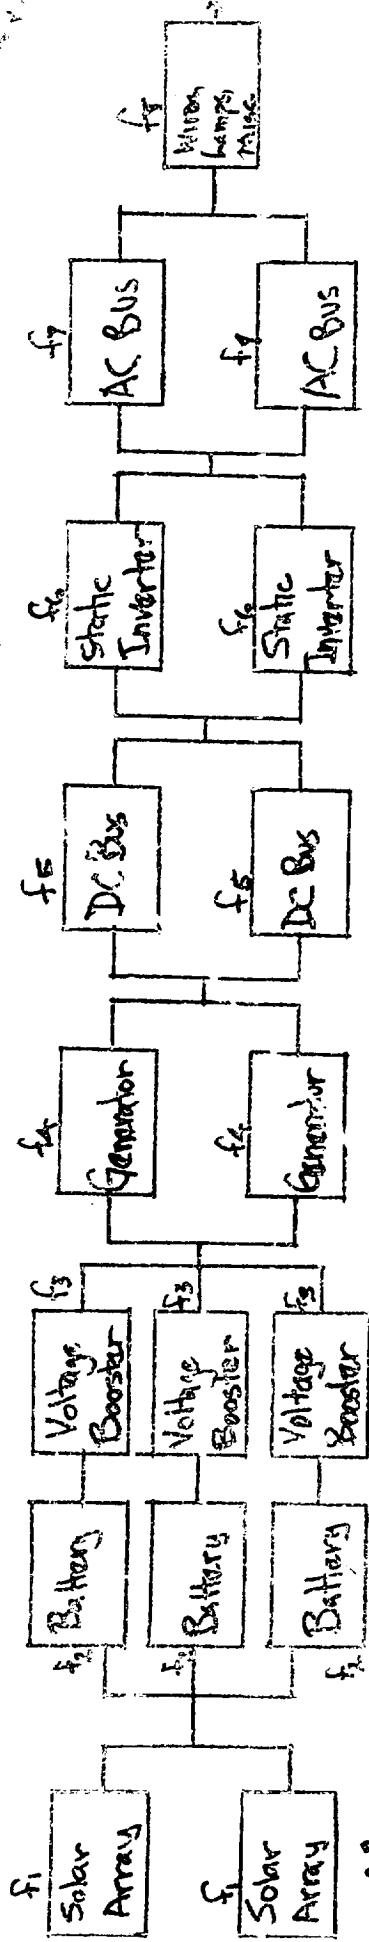 f1
Solar
Array
f1
Solar
Array
f2
Battery
f2
Battery
f2
Battery
Voltage
Booster
f3
Voltage
Booster
f3
Voltage
Booster
f3
f4
Generator
f4
Generator
f5
DC Bus
f5
DC Bus
f6
Static
Inverter
f6
Static
Inverter
f7
AC Bus
f7
AC Bus
Lamps,
Misc.